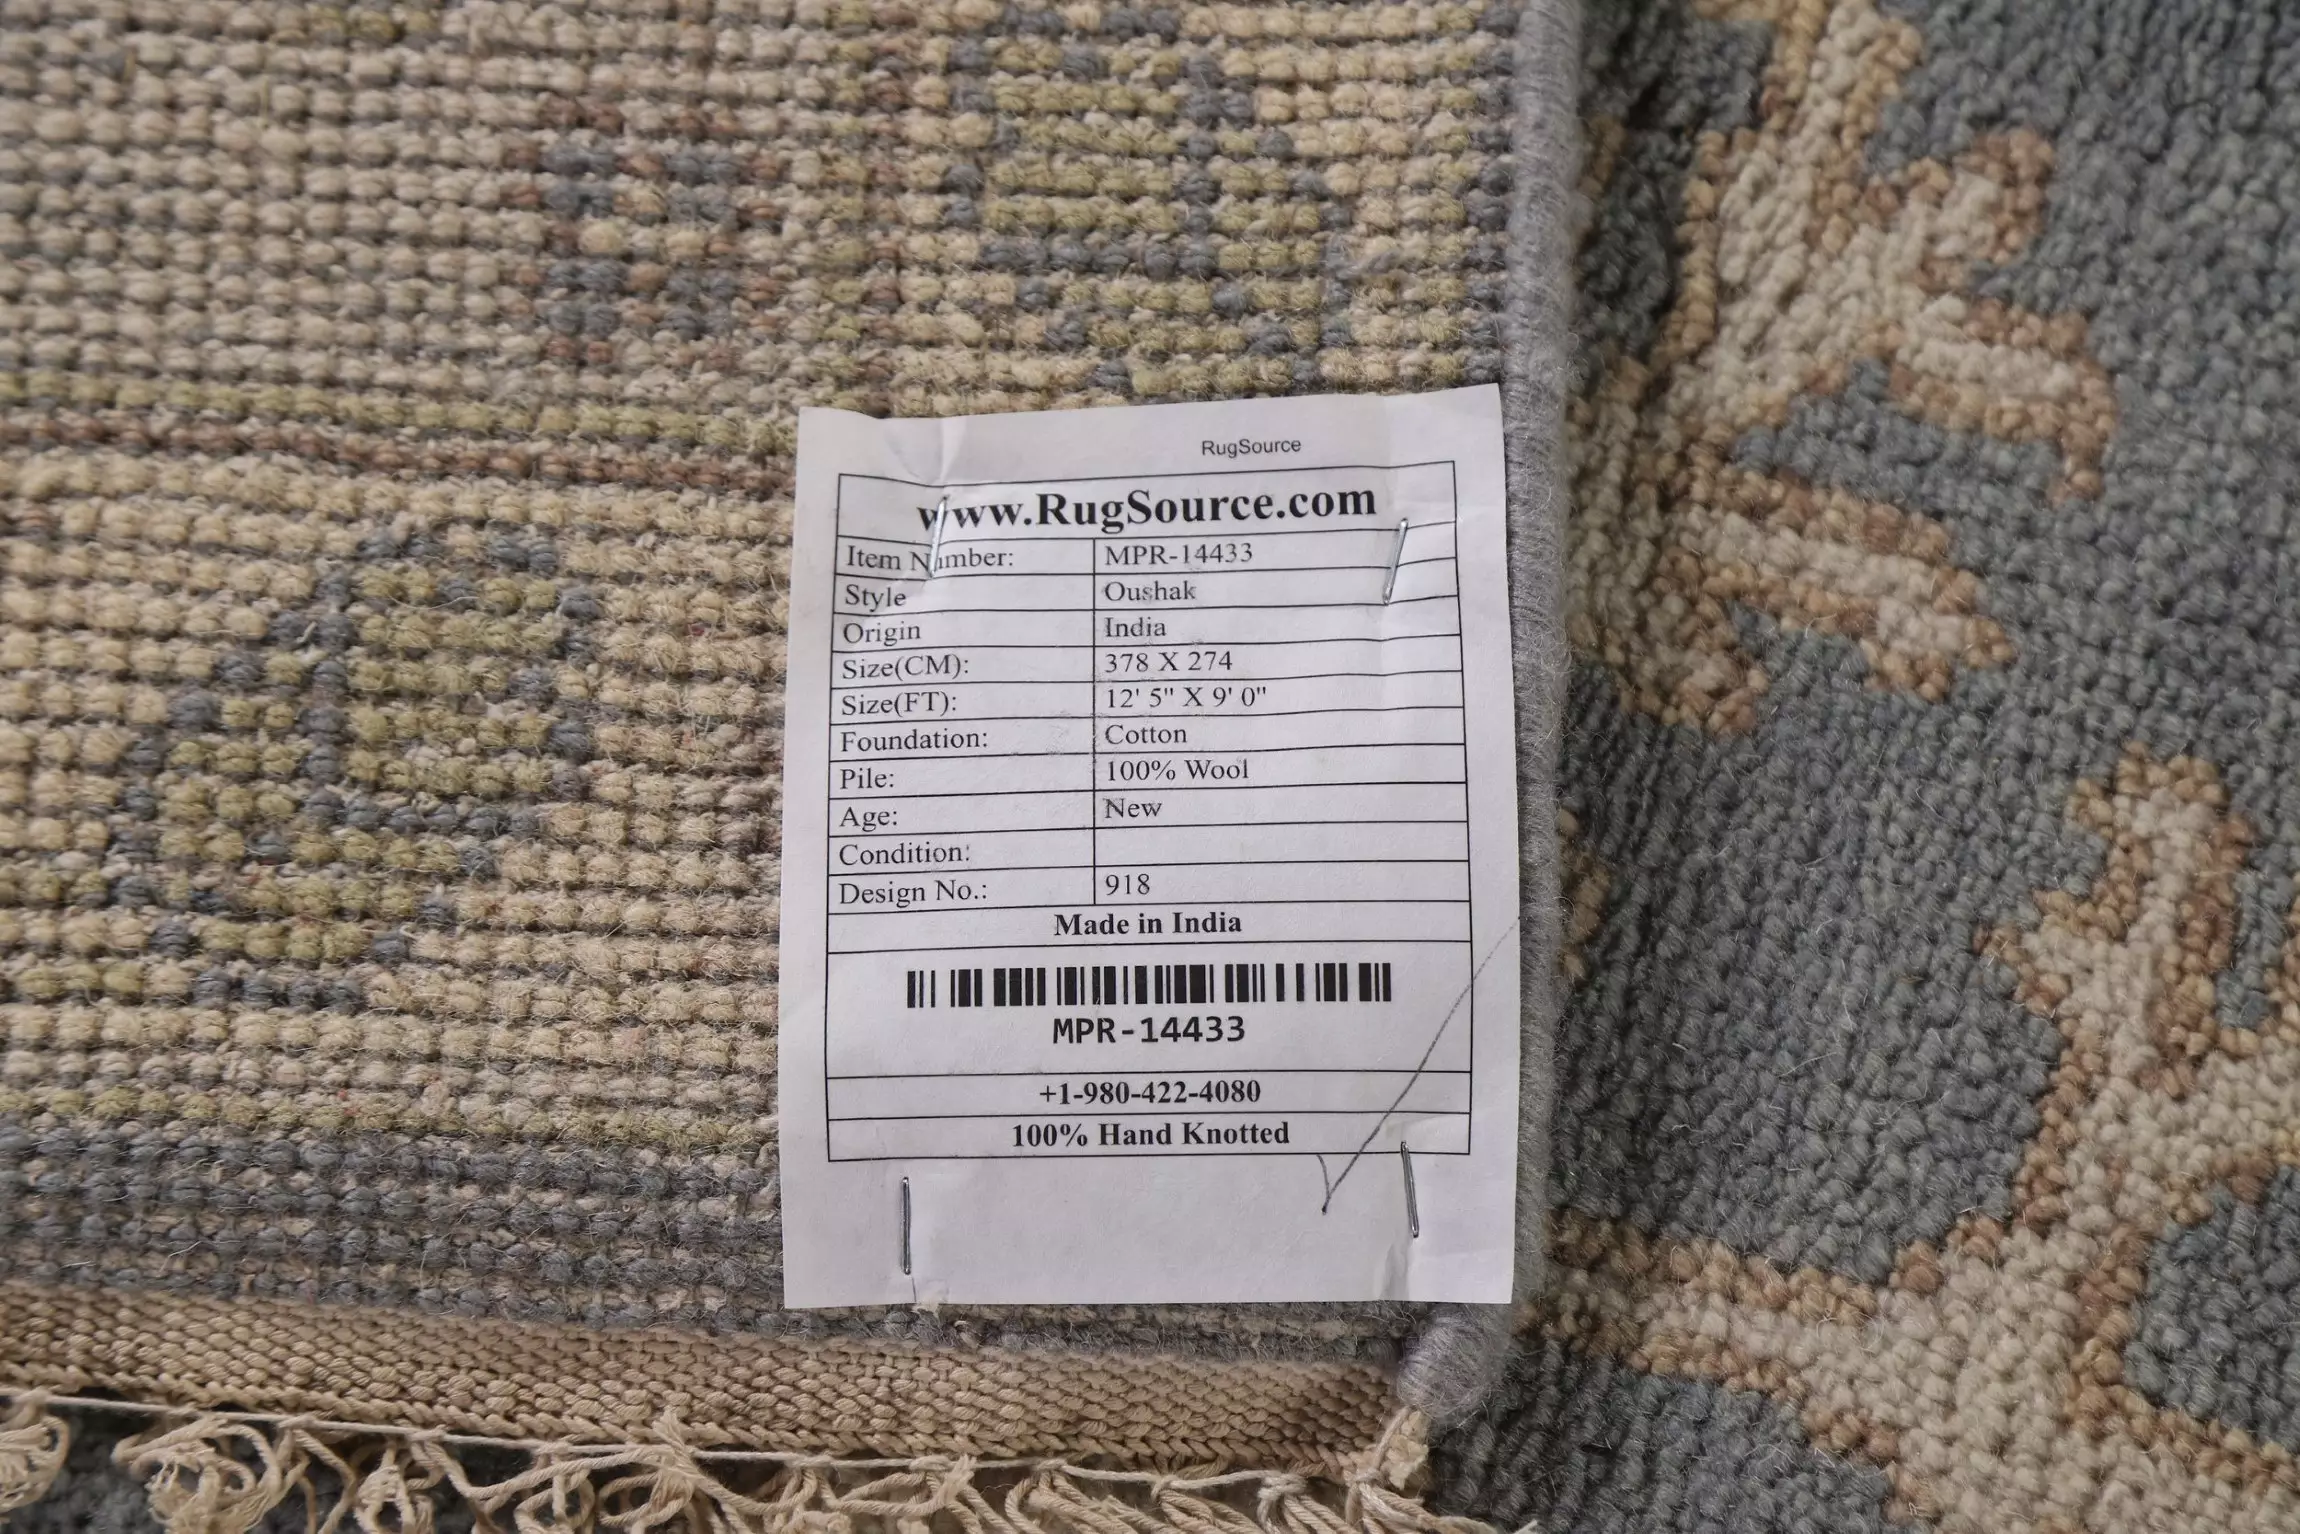 RugSource
www.RugSource.com
Item Number: MPR-14433
Style Oushak
Origin India
Size(CM): 378 X 274
Size(FT): 12' 5" X 9' 0"
Foundation: Cotton
Pile: 100% Wool
Age: New
Condition:
Design No.: 918
Made in India
MPR-14433
+1-980-422-4080
100% Hand Knotted